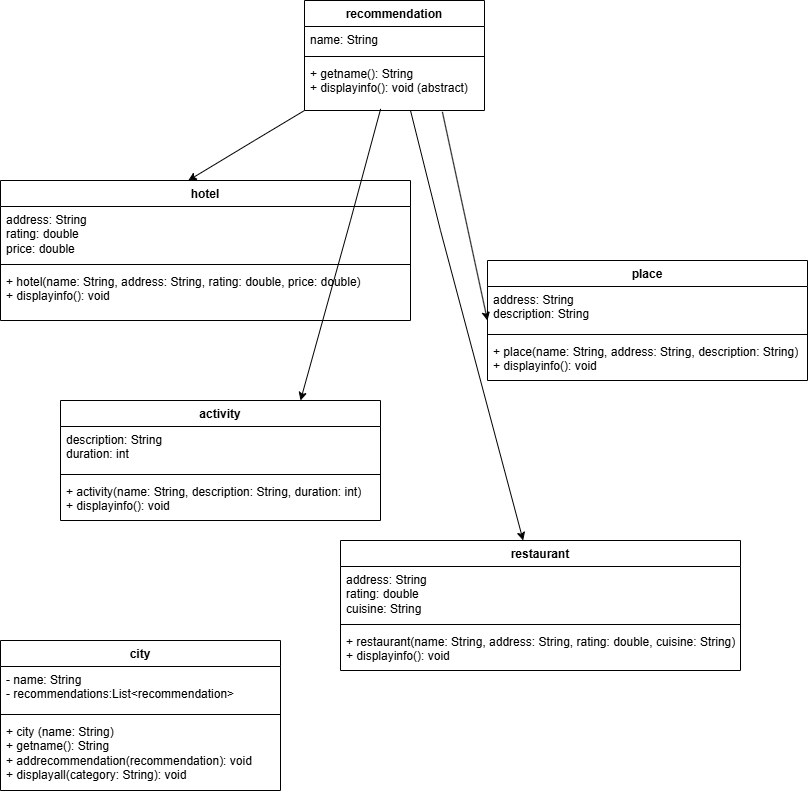 recommendation
name: String
+ getname(): String
+ displayinfo(): void (abstract)
hotel
address: String
rating: double
price: double
+ hotel(name: String, address: String, rating: double, price: double)
+ displayinfo(): void
place
address: String
description: String
+ place(name: String, address: String, description: String)
+ displayinfo(): void
activity
description: String
duration: int
+ activity(name: String, description: String, duration: int)
+ displayinfo(): void
restaurant
address: String
rating: double
cuisine: String
+ restaurant(name: String, address: String, rating: double, cuisine: String)
+ displayinfo(): void
city
- name: String
- recommendations:List<recommendation>
+ city (name: String)
+ getname(): String
+ addrecommendation(recommendation): void
+ displayall(category: String): void